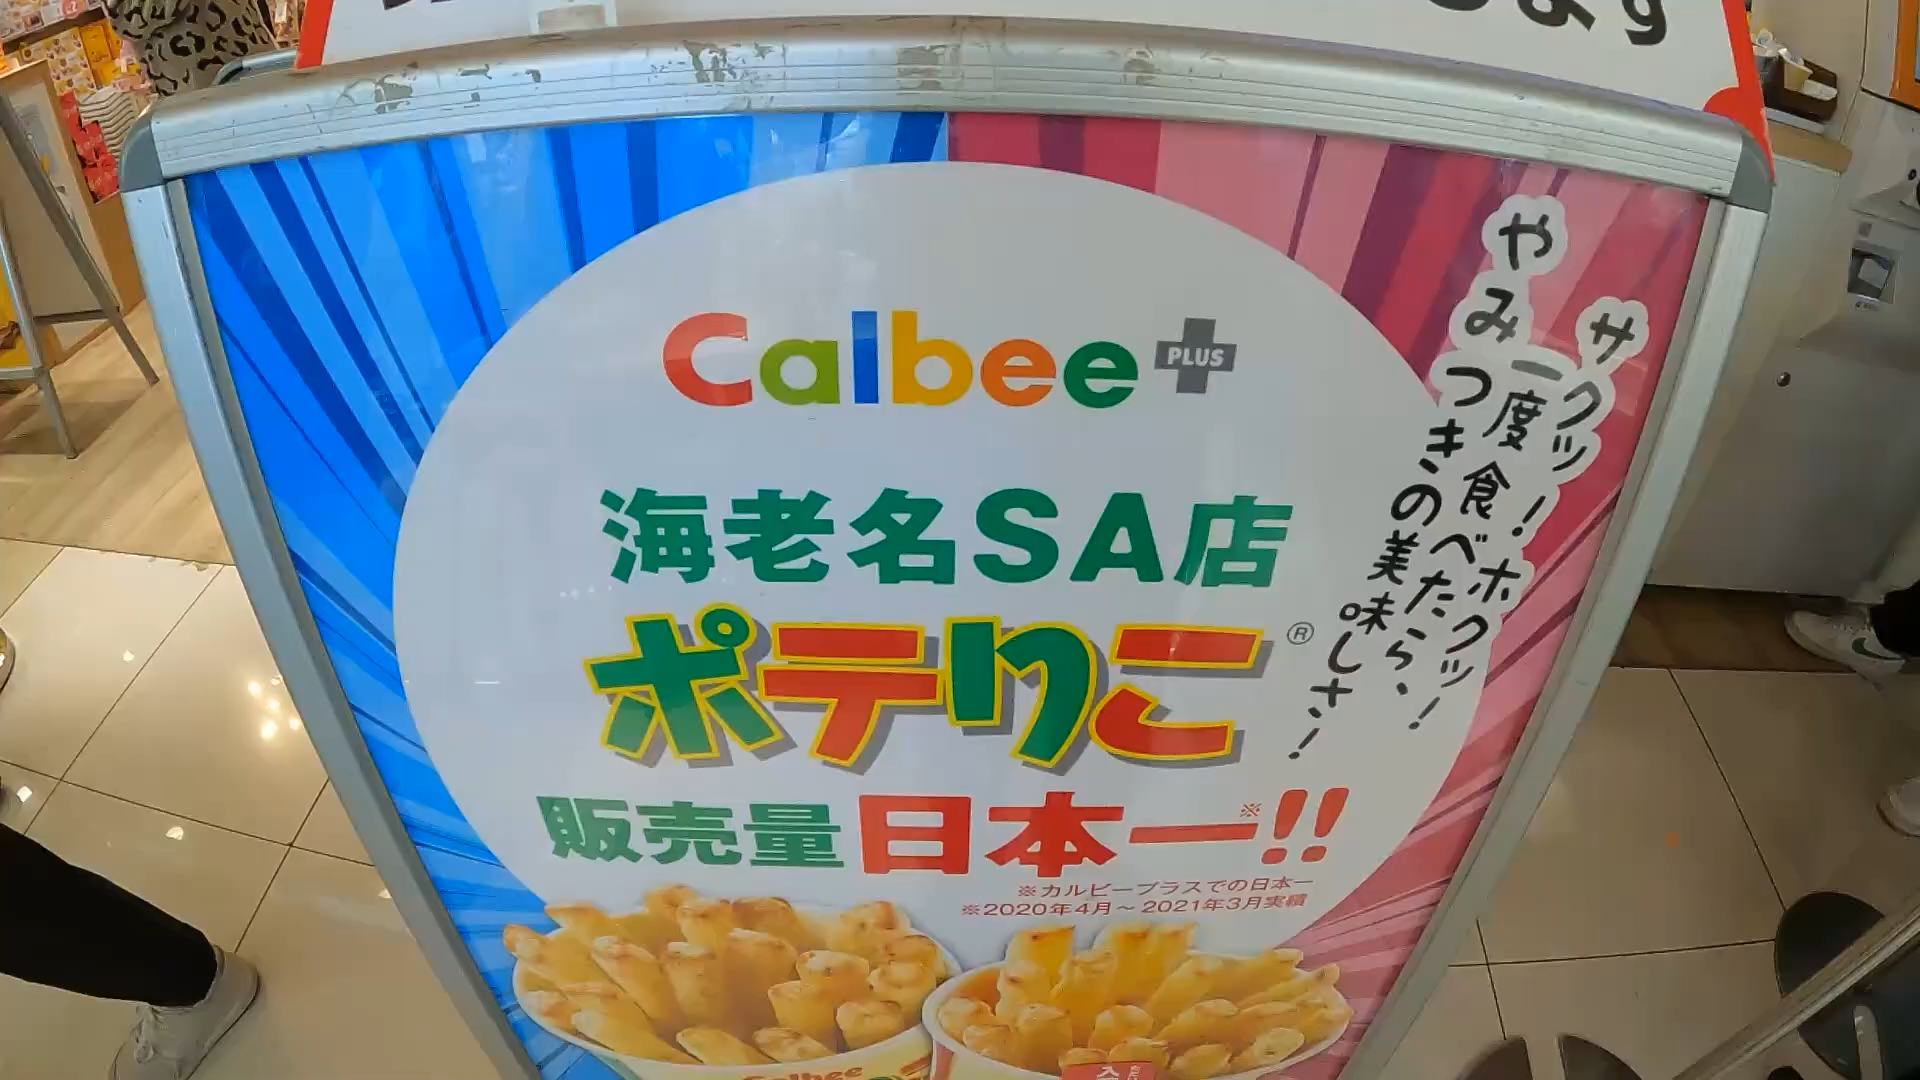 Calbee PLUS
海老名SA店
ポテりこ®
販売量日本一※!!
※カルビープラスでの日本一
※2020年4月～2021年3月実績
サクッ！ホクッ！
一度食べたら、
やみつきの美味しさ！
Calbee